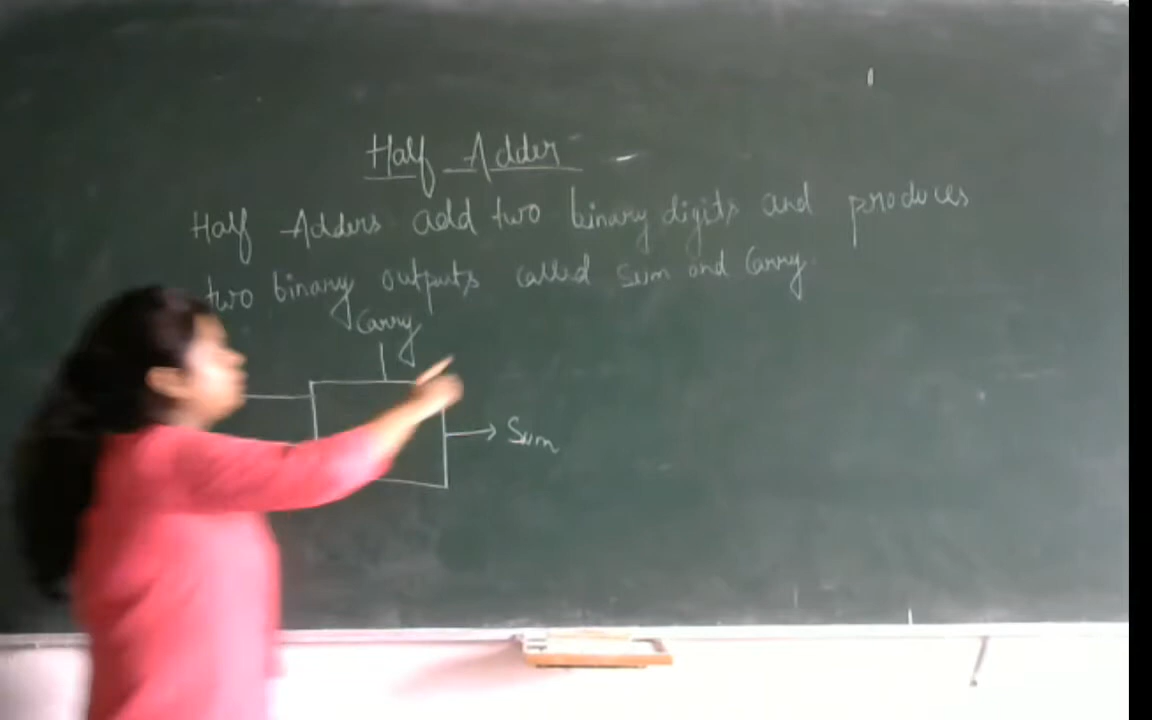 Half Adder
Half Adders add two binary digits and produces
two binary outputs called Sum and Carry.
Carry
Sum